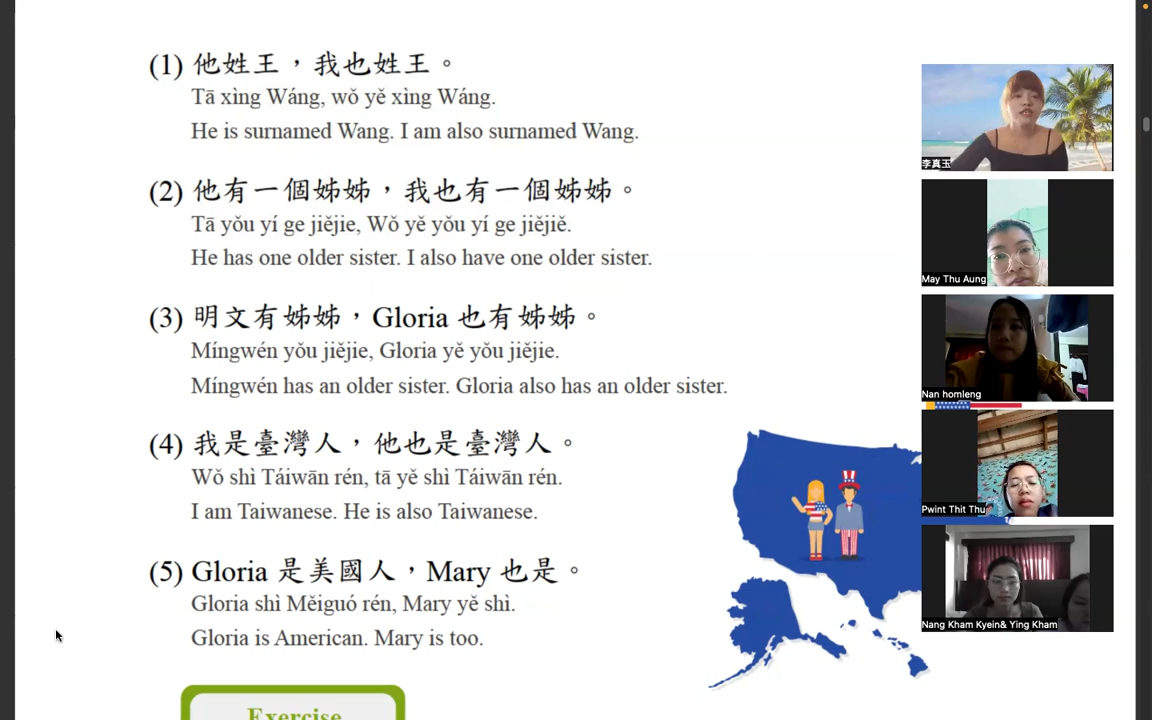 (1) 他姓王，我也姓王。
Tā xìng Wáng, wǒ yě xìng Wáng.
He is surnamed Wang. I am also surnamed Wang.
(2) 他有一個姊姊，我也有一個姊姊。
Tā yǒu yí ge jiějie, Wǒ yě yǒu yí ge jiějiě.
He has one older sister. I also have one older sister.
(3) 明文有姊姊，Gloria 也有姊姊。
Míngwén yǒu jiějie, Gloria yě yǒu jiějie.
Míngwén has an older sister. Gloria also has an older sister.
(4) 我是臺灣人，他也是臺灣人。
Wǒ shì Táiwān rén, tā yě shì Táiwān rén.
I am Taiwanese. He is also Taiwanese.
(5) Gloria 是美國人，Mary 也是。
Gloria shì Měiguó rén, Mary yě shì.
Gloria is American. Mary is too.
Exercise
李真玉
May Thu Aung
Nan homleng
Pwint Thit Thu
Nang Kham Kyein& Ying Kham